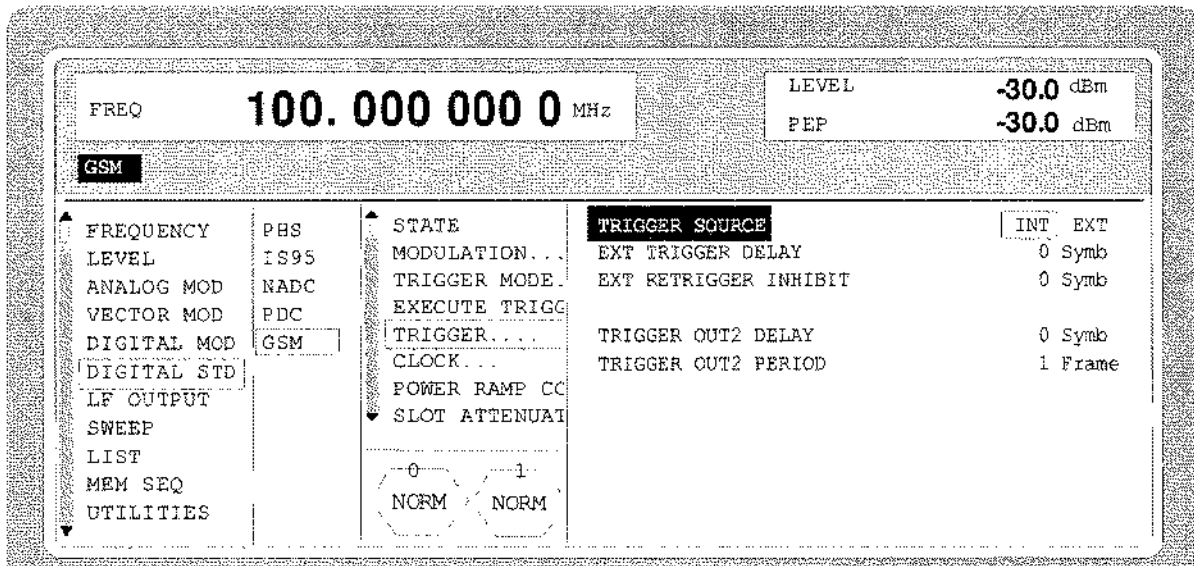 FREQ 100. 000 000 0 MHz
LEVEL -30.0 dBm
PEP -30.0 dBm
GSM
FREQUENCY
LEVEL
ANALOG MOD
VECTOR MOD
DIGITAL MOD
DIGITAL STD
LF OUTPUT
SWEEP
LIST
MEM SEQ
UTILITIES
PHS
IS95
NADC
PDC
GSM
STATE
MODULATION...
TRIGGER MODE.
EXECUTE TRIGG
TRIGGER....
CLOCK...
POWER RAMP CO
SLOT ATTENUAT
0 1
NORM NORM
TRIGGER SOURCE INT EXT
EXT TRIGGER DELAY 0 Symb
EXT RETRIGGER INHIBIT 0 Symb
TRIGGER OUT2 DELAY 0 Symb
TRIGGER OUT2 PERIOD 1 Frame